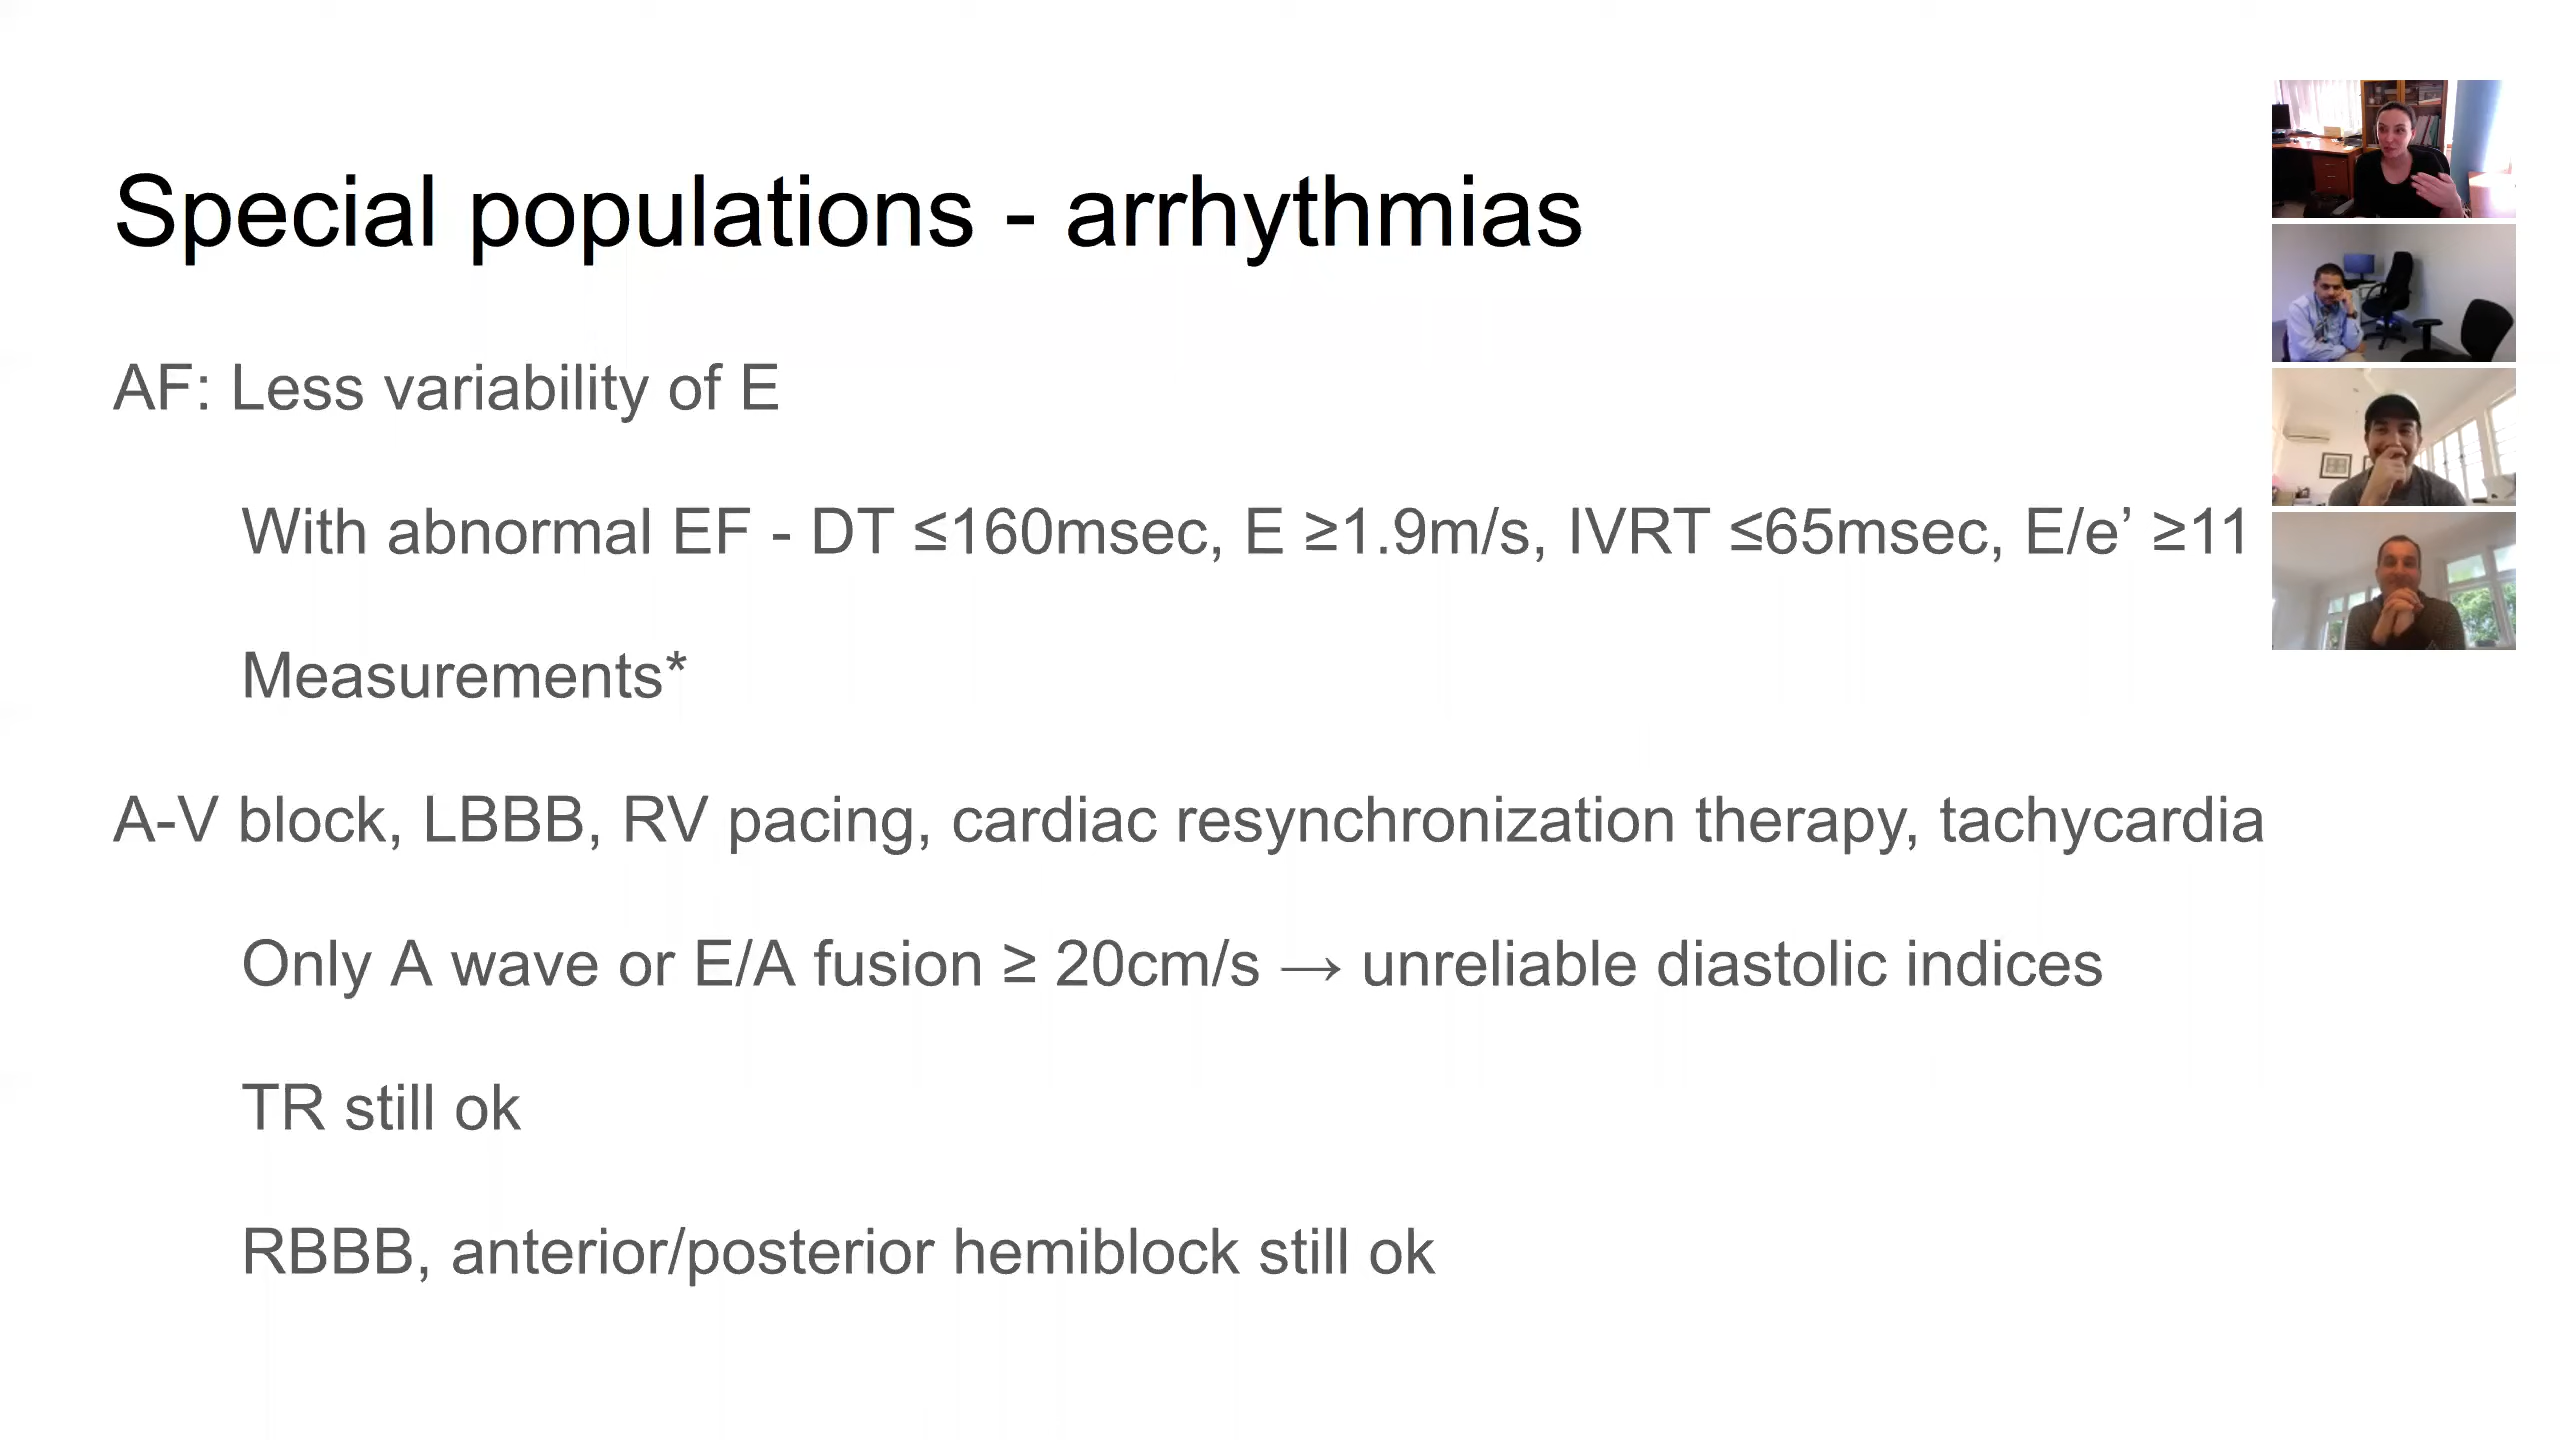 Special populations - arrhythmias
AF: Less variability of E
With abnormal EF - DT ≤160msec, E ≥1.9m/s, IVRT ≤65msec, E/e’ ≥11
Measurements*
A-V block, LBBB, RV pacing, cardiac resynchronization therapy, tachycardia
Only A wave or E/A fusion ≥ 20cm/s → unreliable diastolic indices
TR still ok
RBBB, anterior/posterior hemiblock still ok